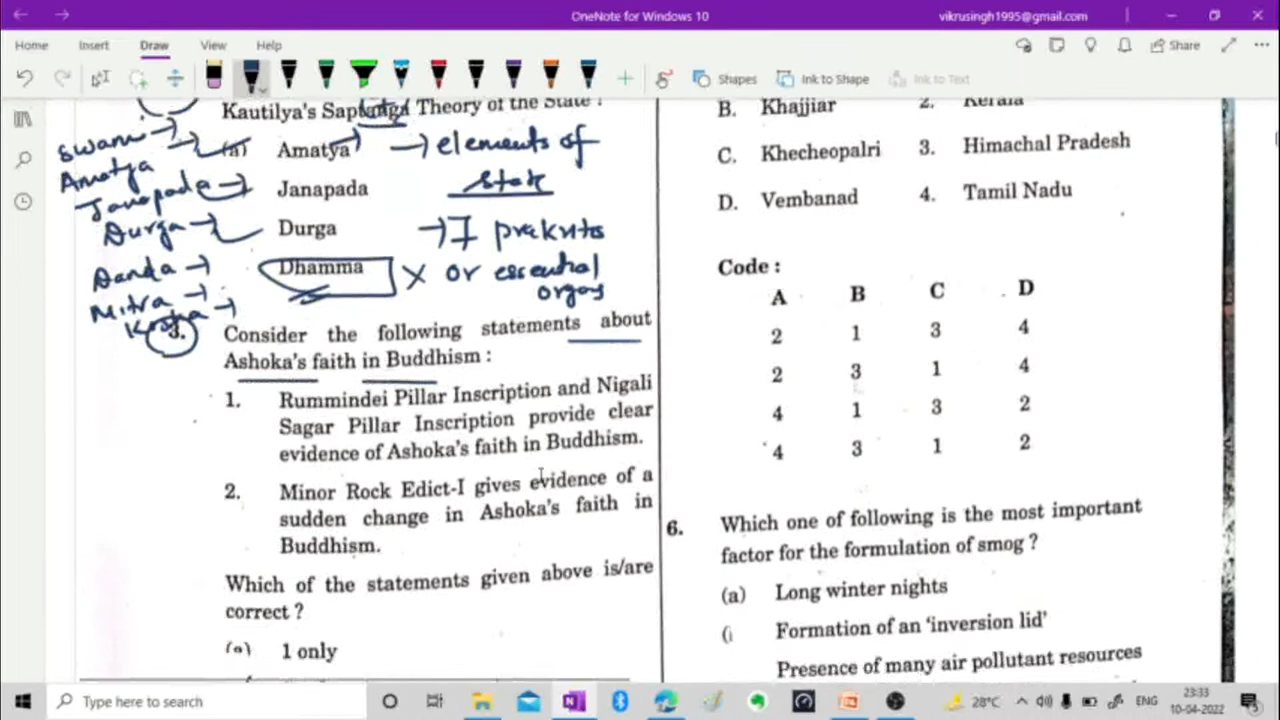 OneNote for Windows 10
vikrusingh1995@gmail.com
Home Insert Draw View Help
Share
Shapes
Ink to Shape
Ink to Text
Kautilya's Saptanga Theory of the State :
(a) Amatya
Janapada
Durga
Dhamma
Swami
Amatya
Janapada
Durga
Danda
Mitra
Kosha
→ elements of
State
→ 7 prakritis
X or essential
organs
3. Consider the following statements about
Ashoka's faith in Buddhism :
1. Rummindei Pillar Inscription and Nigali
Sagar Pillar Inscription provide clear
evidence of Ashoka's faith in Buddhism.
2. Minor Rock Edict-I gives evidence of a
sudden change in Ashoka's faith in
Buddhism.
Which of the statements given above is/are
correct ?
(a) 1 only
B. Khajjiar 2. Kerala
C. Khecheopalri 3. Himachal Pradesh
D. Vembanad 4. Tamil Nadu
Code :
A B C D
2 1 3 4
2 3 1 4
4 1 3 2
4 3 1 2
6. Which one of following is the most important
factor for the formulation of smog ?
(a) Long winter nights
Formation of an 'inversion lid'
Presence of many air pollutant resources
Type here to search
28°C
ENG
23:33
10-04-2022